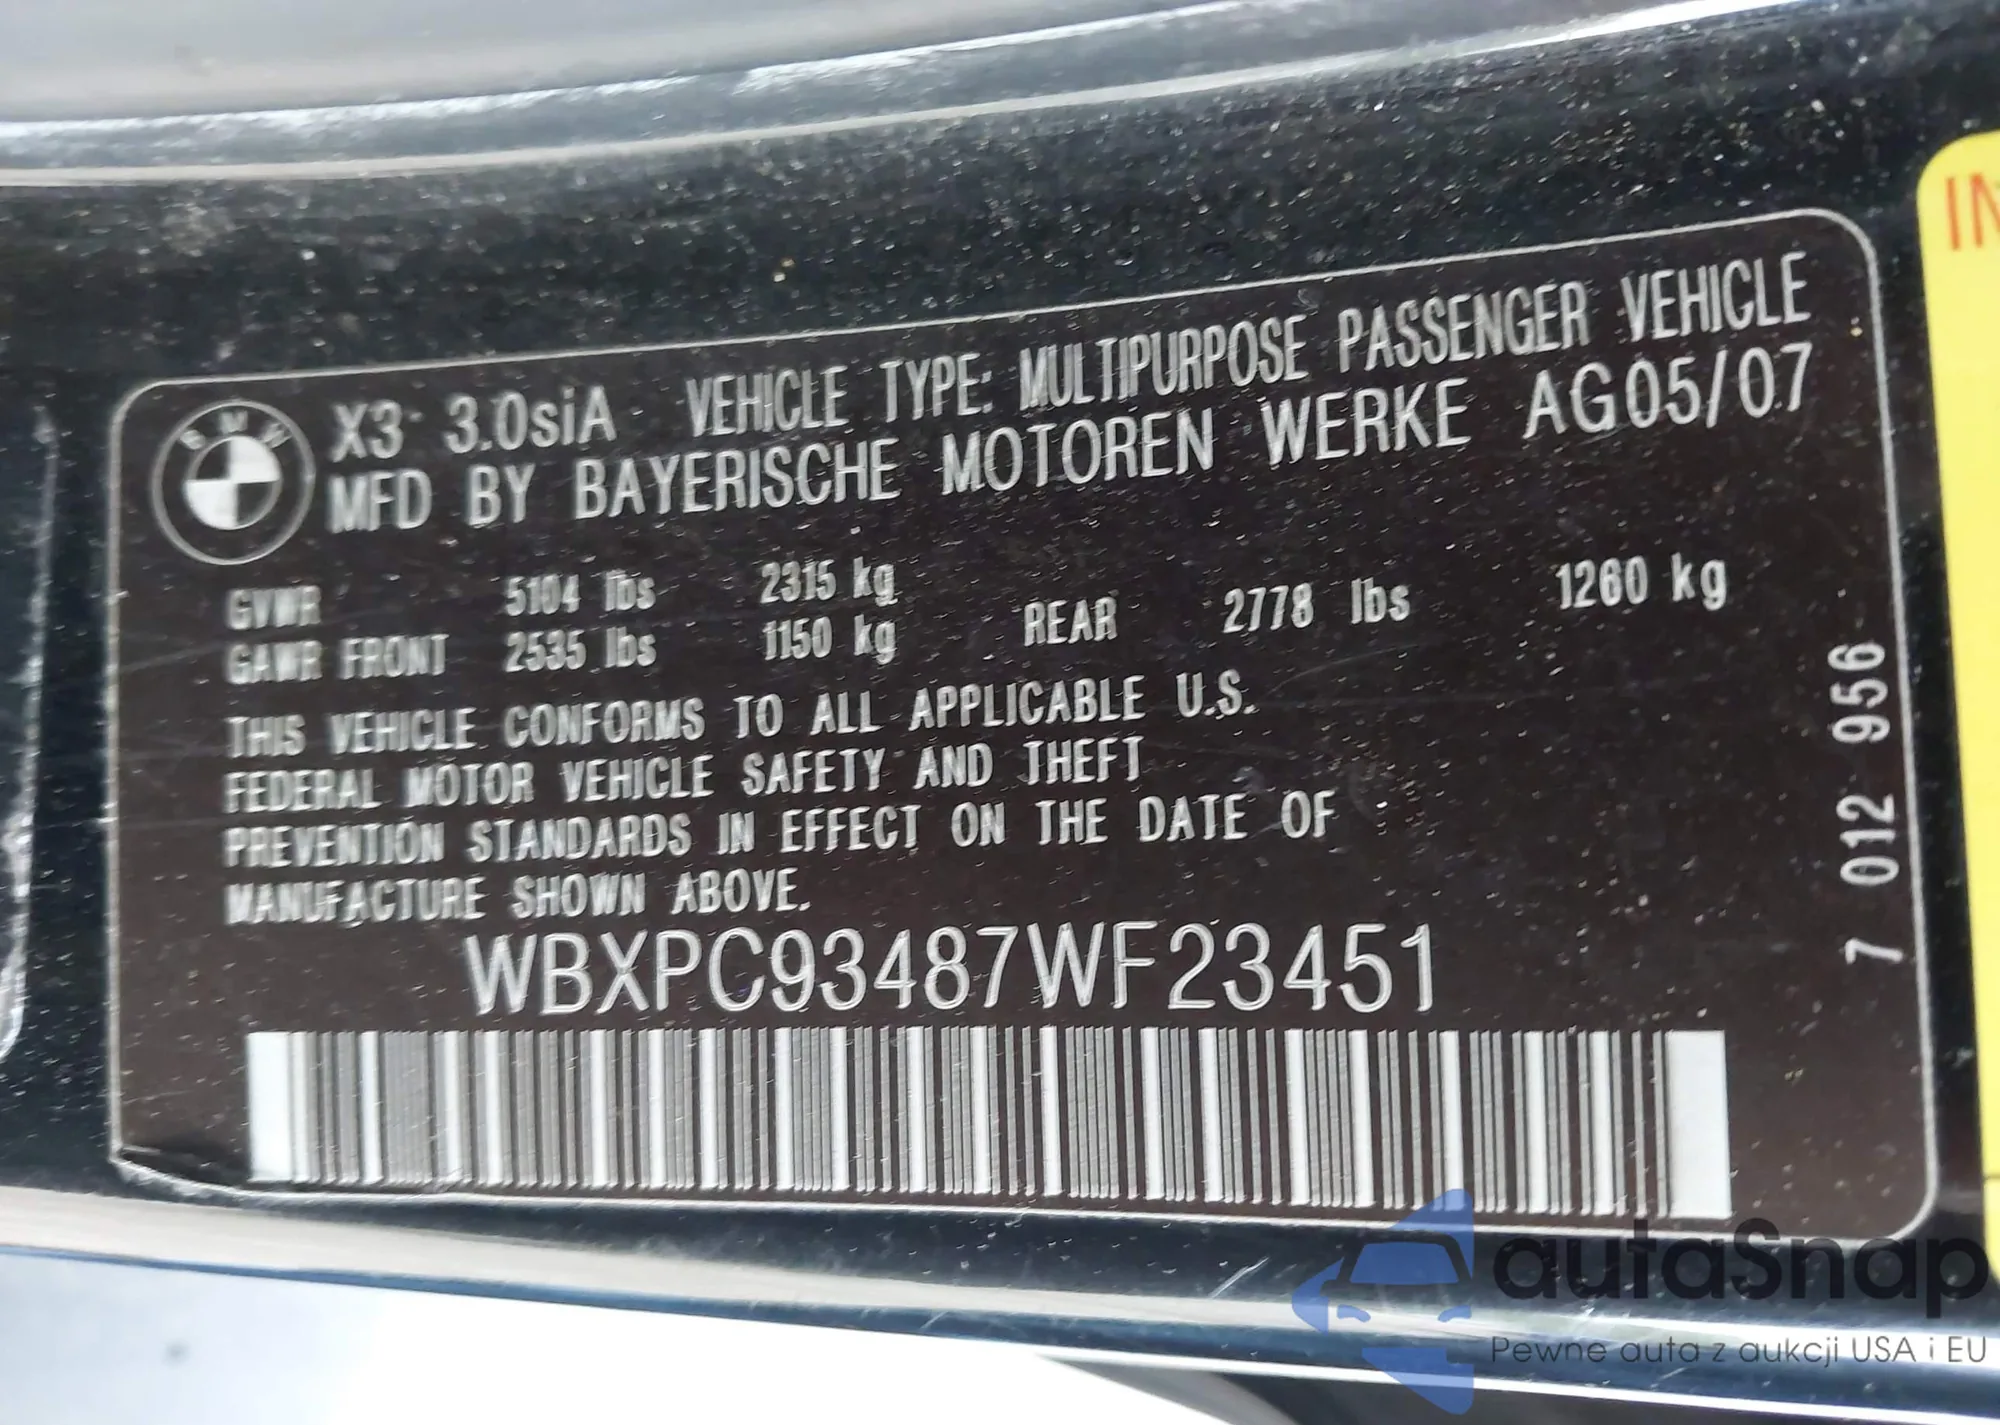 BMW
X3 3.0siA VEHICLE TYPE: MULTIPURPOSE PASSENGER VEHICLE
MFD BY BAYERISCHE MOTOREN WERKE AG05/07
GVWR 5104 lbs 2315 kg
GAWR FRONT 2535 lbs 1150 kg REAR 2778 lbs 1260 kg
THIS VEHICLE CONFORMS TO ALL APPLICABLE U.S.
FEDERAL MOTOR VEHICLE SAFETY AND THEFT
PREVENTION STANDARDS IN EFFECT ON THE DATE OF
MANUFACTURE SHOWN ABOVE.
WBXPC93487WF23451
7 012 956
autaSnap
Pewne auta z aukcji USA i EU